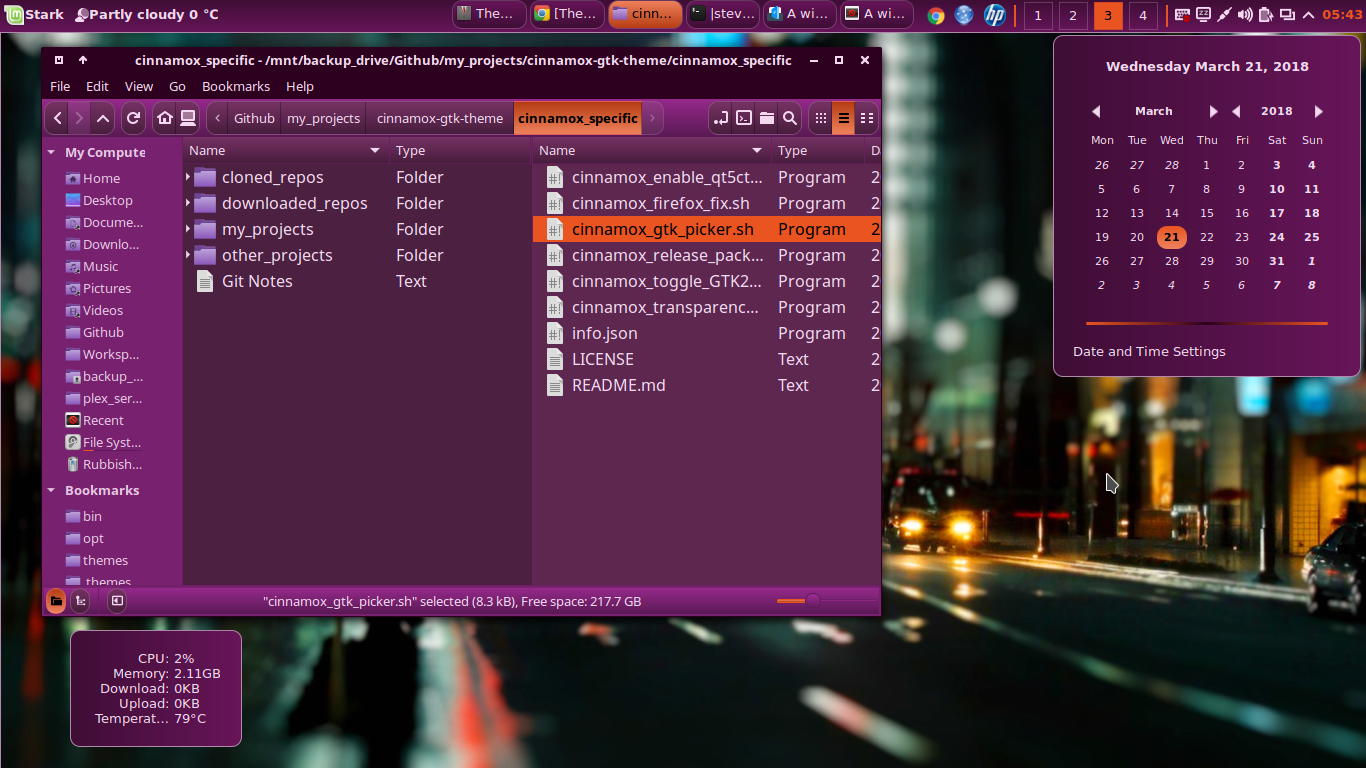 Stark Partly cloudy 0 °C The... [The... cinn... |stev... A wi... A wi... hp 1 2 3 4 05:43
cinnamox_specific - /mnt/backup_drive/Github/my_projects/cinnamox-gtk-theme/cinnamox_specific
File Edit View Go Bookmarks Help
Github my_projects cinnamox-gtk-theme cinnamox_specific
My Compute
Home
Desktop
Docume...
Downlo...
Music
Pictures
Videos
Github
Worksp...
backup_...
plex_ser...
Recent
File Syst...
Rubbish...
Bookmarks
bin
opt
themes
.themes
Name Type
cloned_repos Folder
downloaded_repos Folder
my_projects Folder
other_projects Folder
Git Notes Text
Name Type D
cinnamox_enable_qt5ct... Program 2
cinnamox_firefox_fix.sh Program 2
cinnamox_gtk_picker.sh Program 2
cinnamox_release_pack... Program 2
cinnamox_toggle_GTK2... Program 2
cinnamox_transparenc... Program 2
info.json Program 2
LICENSE Text 2
README.md Text 2
"cinnamox_gtk_picker.sh" selected (8.3 kB), Free space: 217.7 GB
Wednesday March 21, 2018
March 2018
Mon Tue Wed Thu Fri Sat Sun
26 27 28 1 2 3 4
5 6 7 8 9 10 11
12 13 14 15 16 17 18
19 20 21 22 23 24 25
26 27 28 29 30 31 1
2 3 4 5 6 7 8
Date and Time Settings
CPU: 2%
Memory: 2.11GB
Download: 0KB
Upload: 0KB
Temperat... 79°C